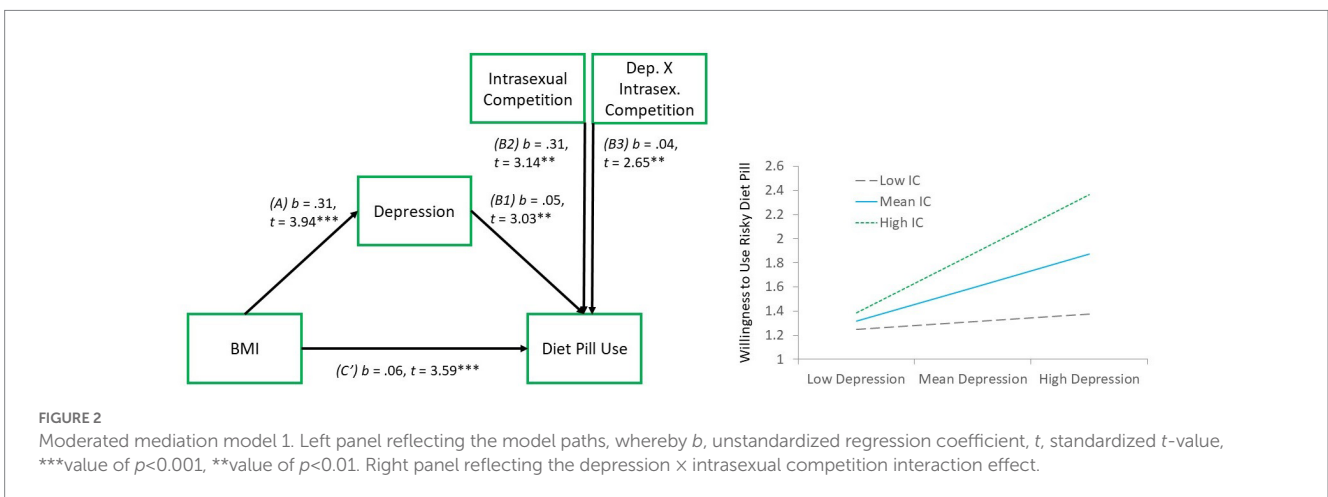 Intrasexual
Competition
Dep. X
Intrasex.
Competition
(B2) b = .31,
t = 3.14**
(B3) b = .04,
t = 2.65**
(A) b = .31,
t = 3.94***
Depression
(B1) b = .05,
t = 3.03**
BMI
Diet Pill Use
(C’) b = .06, t = 3.59***
Willingness to Use Risky Diet Pill
2.6
2.4
2.2
2
1.8
1.6
1.4
1.2
1
Low IC
Mean IC
High IC
Low Depression
Mean Depression
High Depression
FIGURE 2
Moderated mediation model 1. Left panel reflecting the model paths, whereby b, unstandardized regression coefficient, t, standardized t-value,
***value of p<0.001, **value of p<0.01. Right panel reflecting the depression × intrasexual competition interaction effect.